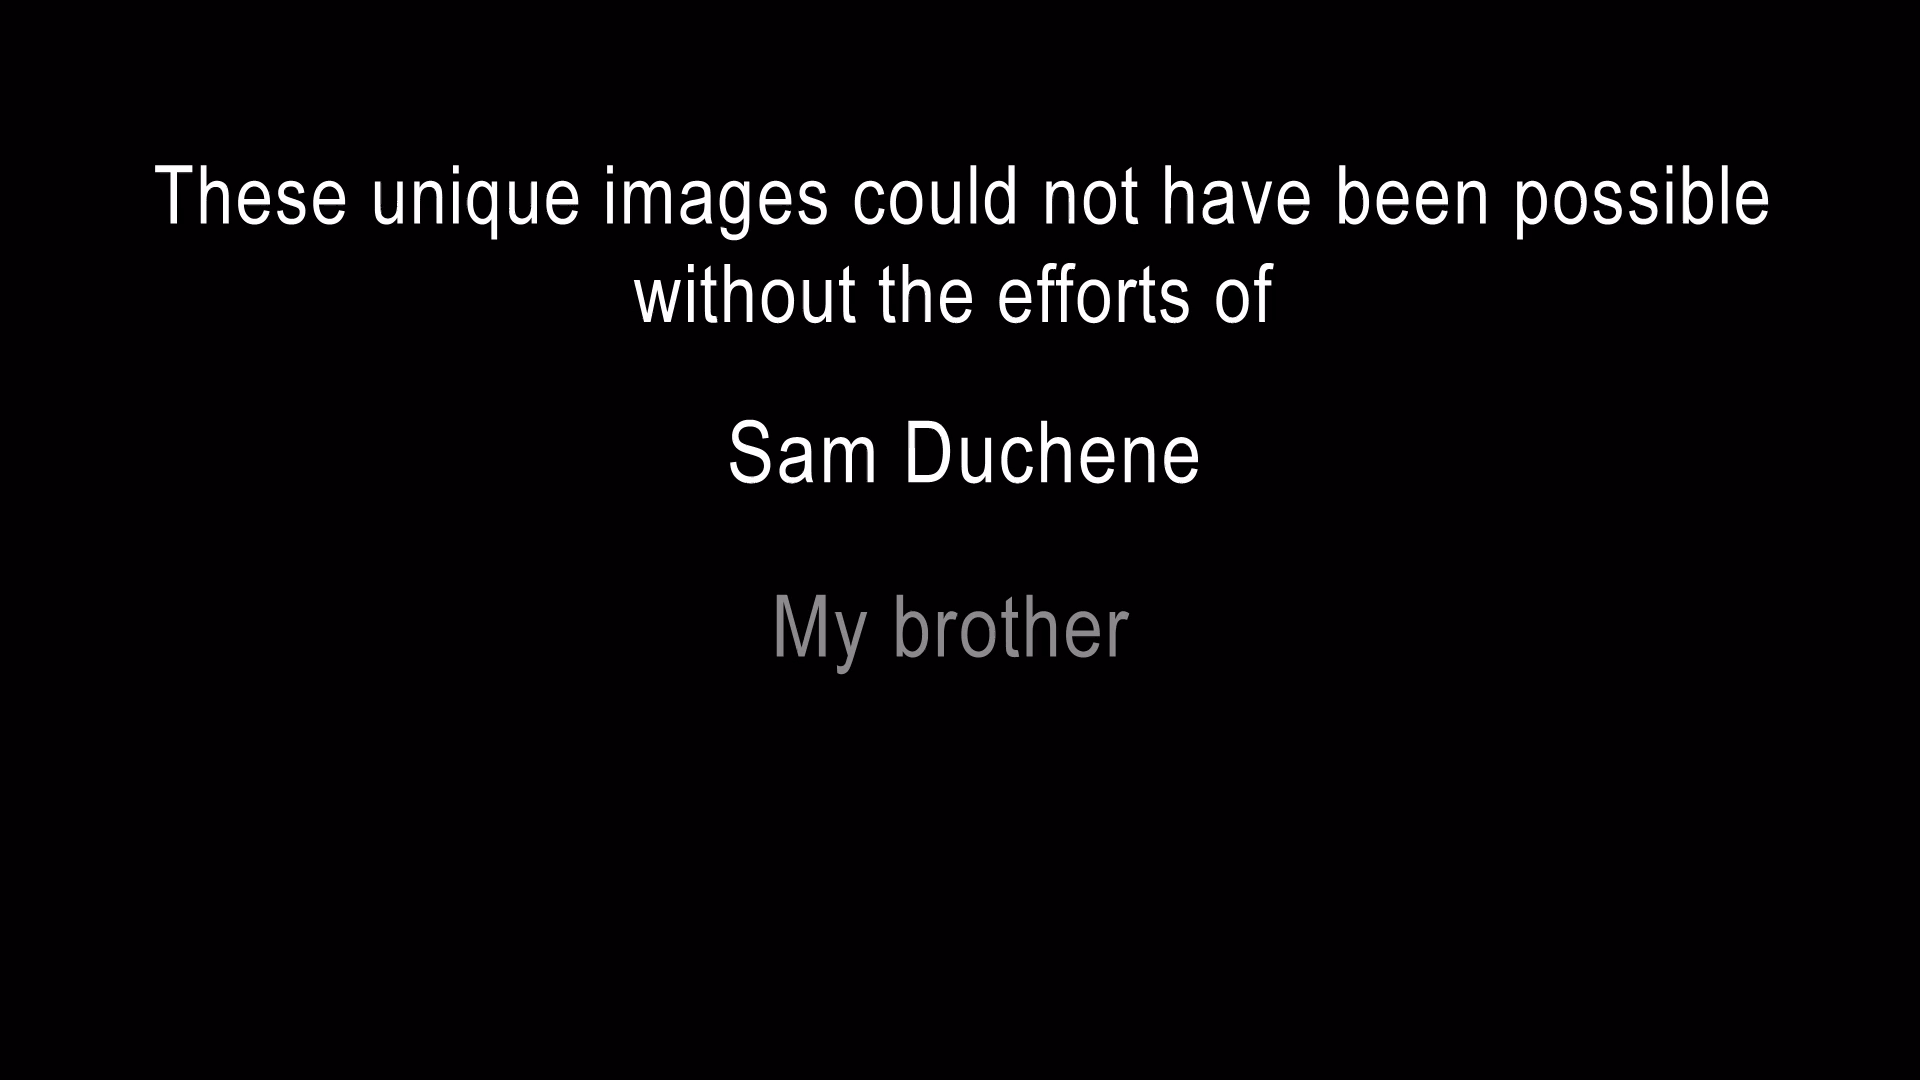 These unique images could not have been possible
without the efforts of
Sam Duchene
My brother